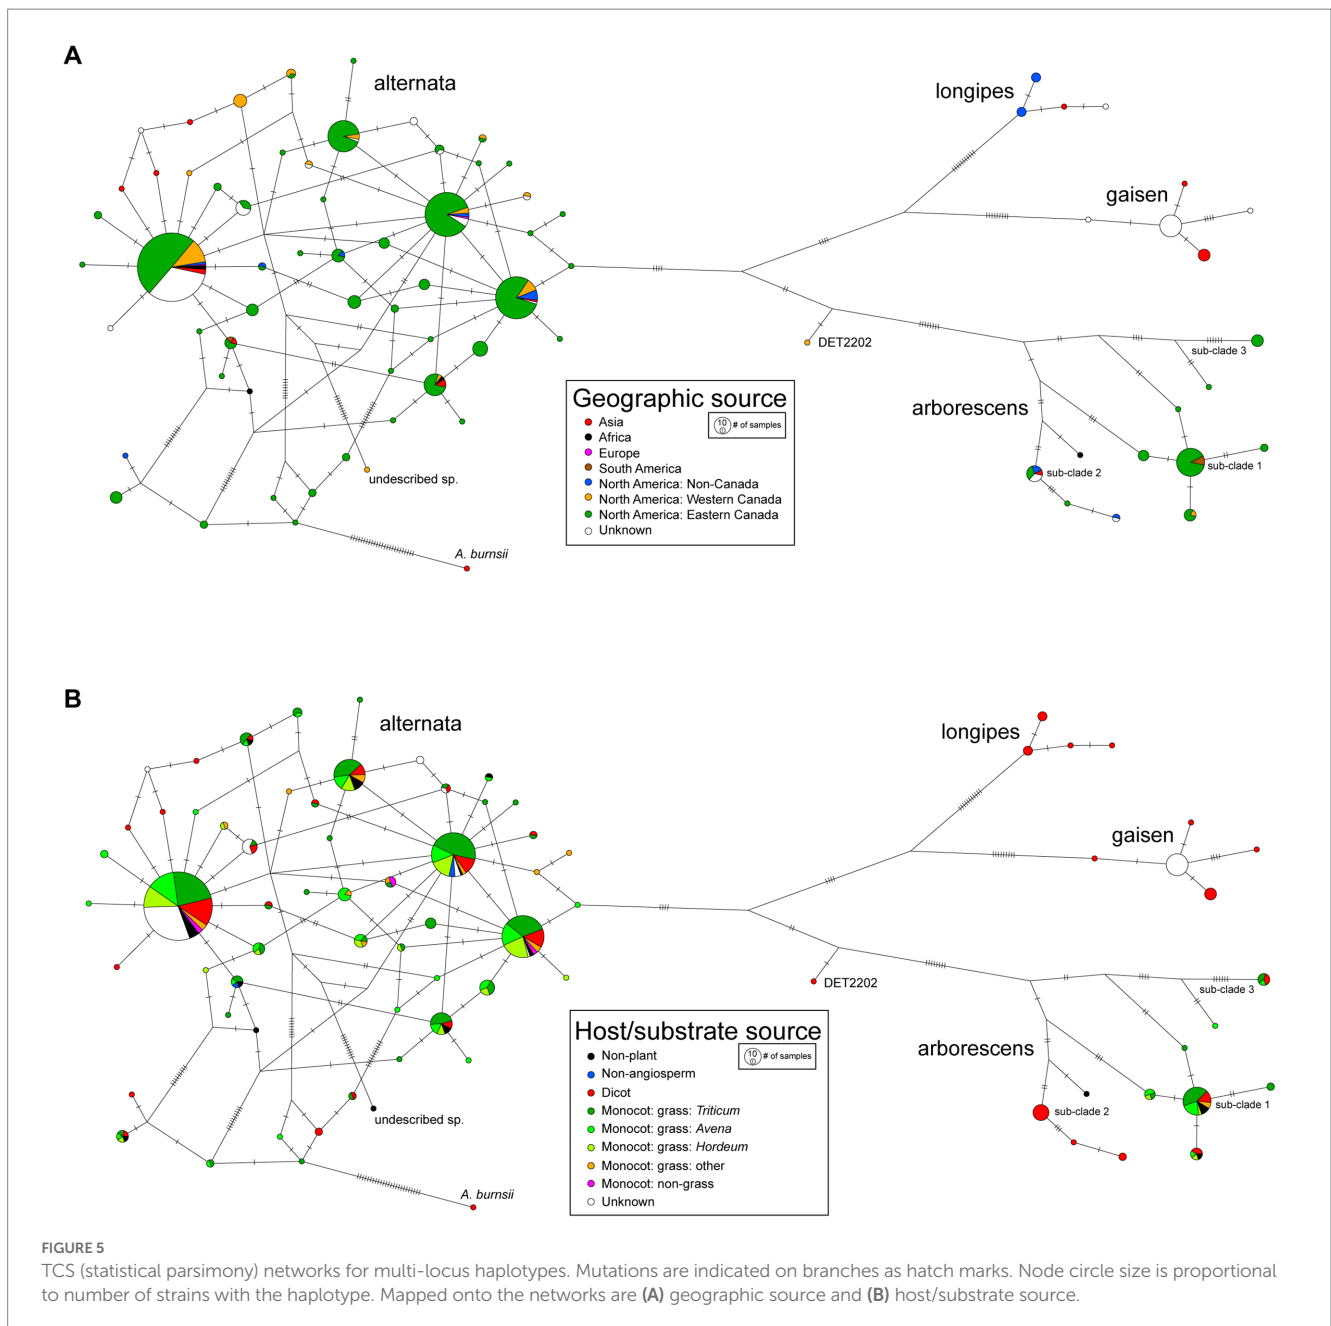 A
alternata
longipes
gaisen
DET2202
sub-clade 3
arborescens
sub-clade 2
sub-clade 1
undescribed sp.
A. burnsii
Geographic source
10
# of samples
Asia
Africa
Europe
South America
North America: Non-Canada
North America: Western Canada
North America: Eastern Canada
Unknown
B
alternata
longipes
gaisen
DET2202
sub-clade 3
arborescens
sub-clade 2
sub-clade 1
undescribed sp.
A. burnsii
Host/substrate source
10
# of samples
Non-plant
Non-angiosperm
Dicot
Monocot: grass: Triticum
Monocot: grass: Avena
Monocot: grass: Hordeum
Monocot: grass: other
Monocot: non-grass
Unknown
FIGURE 5
TCS (statistical parsimony) networks for multi-locus haplotypes. Mutations are indicated on branches as hatch marks. Node circle size is proportional
to number of strains with the haplotype. Mapped onto the networks are (A) geographic source and (B) host/substrate source.